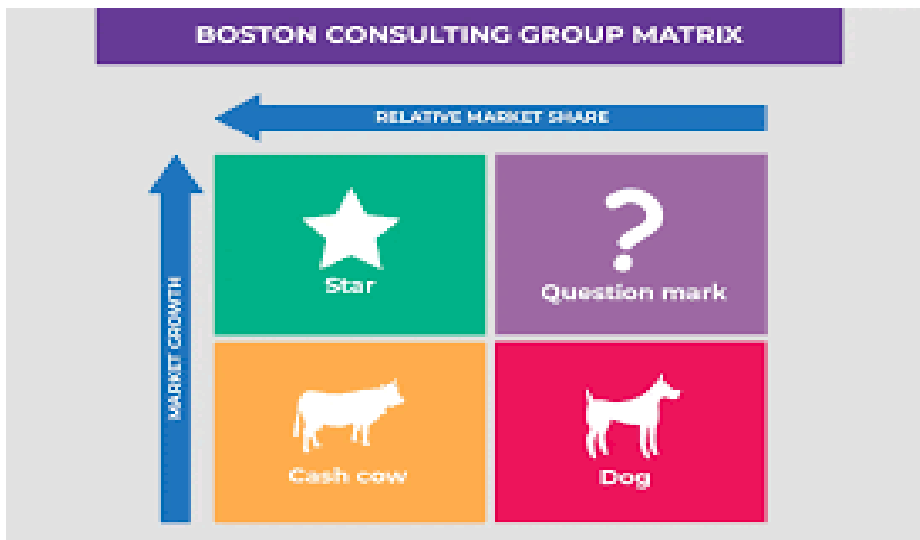 BOSTON CONSULTING GROUP MATRIX
RELATIVE MARKET SHARE
MARKET GROWTH
Star
?
Question mark
Cash cow
Dog